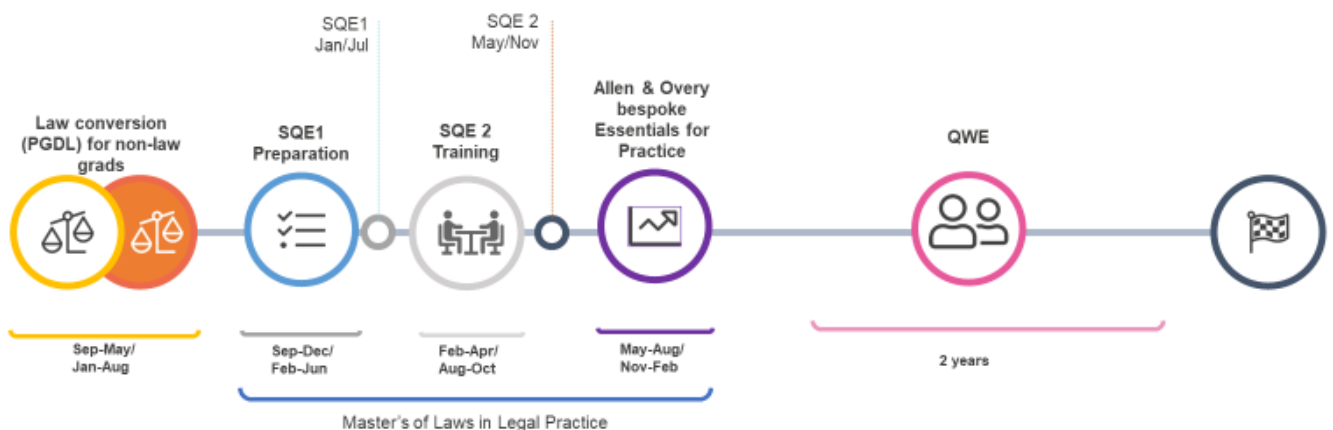 SQE1
Jan/Jul
SQE 2
May/Nov
Law conversion
(PGDL) for non-law
grads
SQE1
Preparation
SQE 2
Training
Allen & Overy
bespoke
Essentials for
Practice
QWE
Sep-May/
Jan-Aug
Sep-Dec/
Feb-Jun
Feb-Apr/
Aug-Oct
May-Aug/
Nov-Feb
2 years
Master's of Laws in Legal Practice